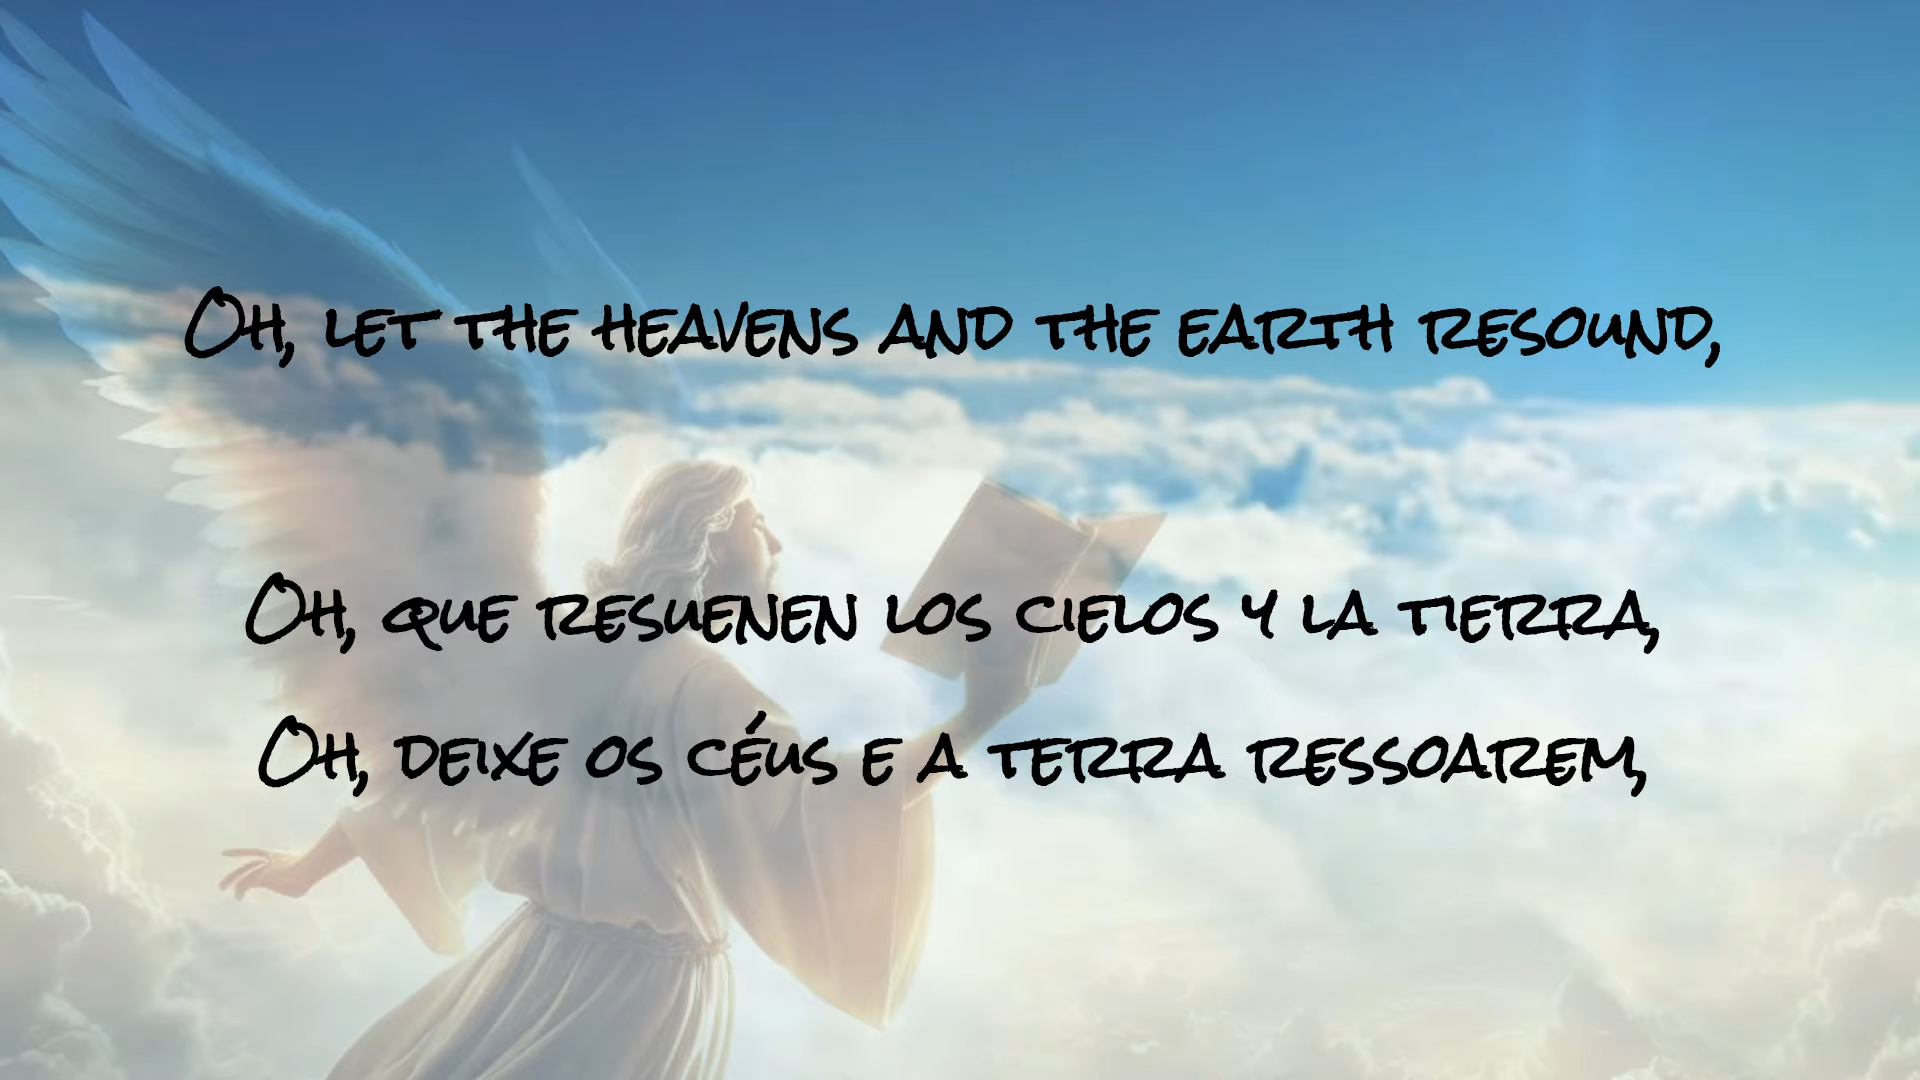 Oh, let the heavens and the earth resound,
Oh, que resuenen los cielos y la tierra,
Oh, deixe os céus e a terra ressoarem,